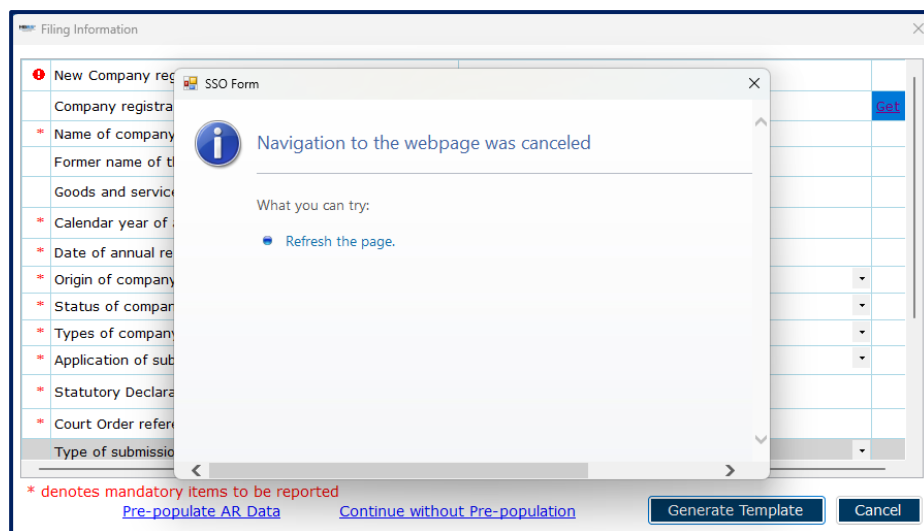 Filing Information
New Company reg
SSO Form
Company registra
Get
Name of company
Navigation to the webpage was canceled
Former name of t
Goods and service
What you can try:
* Calendar year of
Refresh the page.
* Date of annual re
* Origin of company
* Status of compan
* Types of company
* Application of sub
* Statutory Declara
* Court Order refer
Type of submissio
* denotes mandatory items to be reported
Pre-populate AR Data
Continue without Pre-population
Generate Template
Cancel